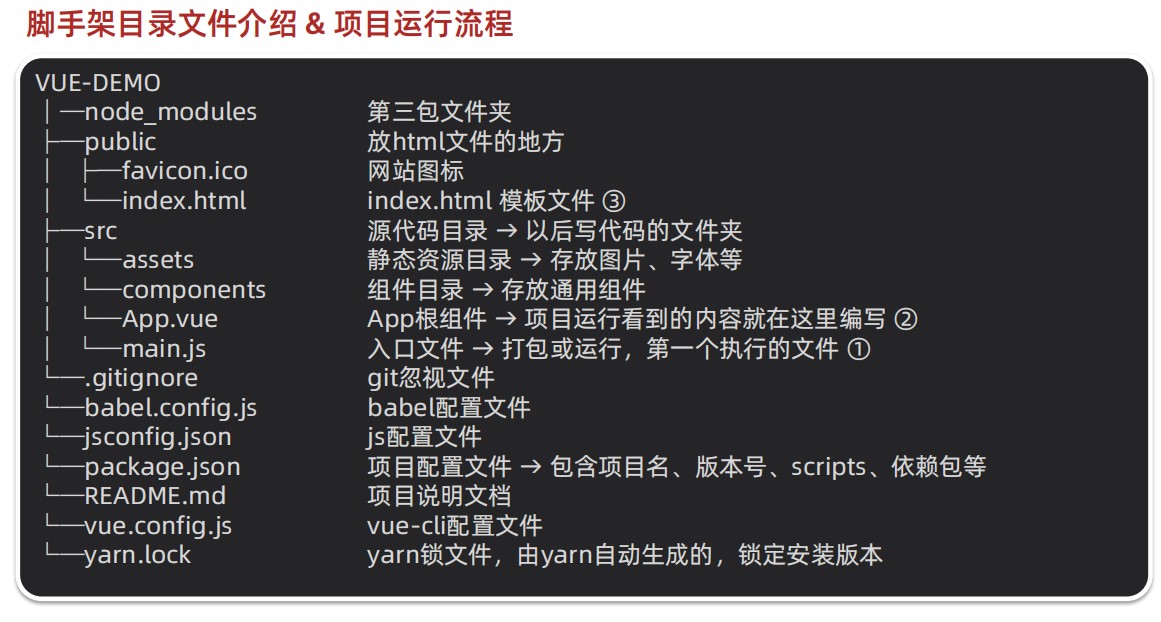 脚手架目录文件介绍 & 项目运行流程
VUE-DEMO
│ ─node_modules 第三包文件夹
├──public 放html文件的地方
│ ├──favicon.ico 网站图标
│ └──index.html index.html 模板文件 ③
├──src 源代码目录 → 以后写代码的文件夹
│ └──assets 静态资源目录 → 存放图片、字体等
│ └──components 组件目录 → 存放通用组件
│ └──App.vue App根组件 → 项目运行看到的内容就在这里编写 ②
│ └──main.js 入口文件 → 打包或运行，第一个执行的文件 ①
└──.gitignore git忽视文件
└──babel.config.js babel配置文件
└──jsconfig.json js配置文件
└──package.json 项目配置文件 → 包含项目名、版本号、scripts、依赖包等
└──README.md 项目说明文档
└──vue.config.js vue-cli配置文件
└──yarn.lock yarn锁文件，由yarn自动生成的，锁定安装版本